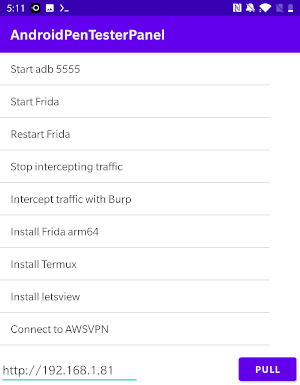 5:11
AndroidPenTesterPanel
Start adb 5555
Start Frida
Restart Frida
Stop intercepting traffic
Intercept traffic with Burp
Install Frida arm64
Install Termux
Install letsview
Connect to AWSVPN
http://192.168.1.81 PULL